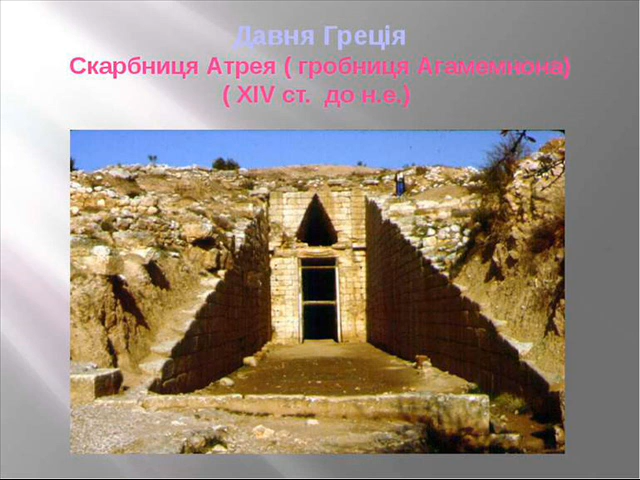 Давня Греція
Скарбниця Атрея ( гробниця Агамемнона)
( XIV ст.  до н.е.)